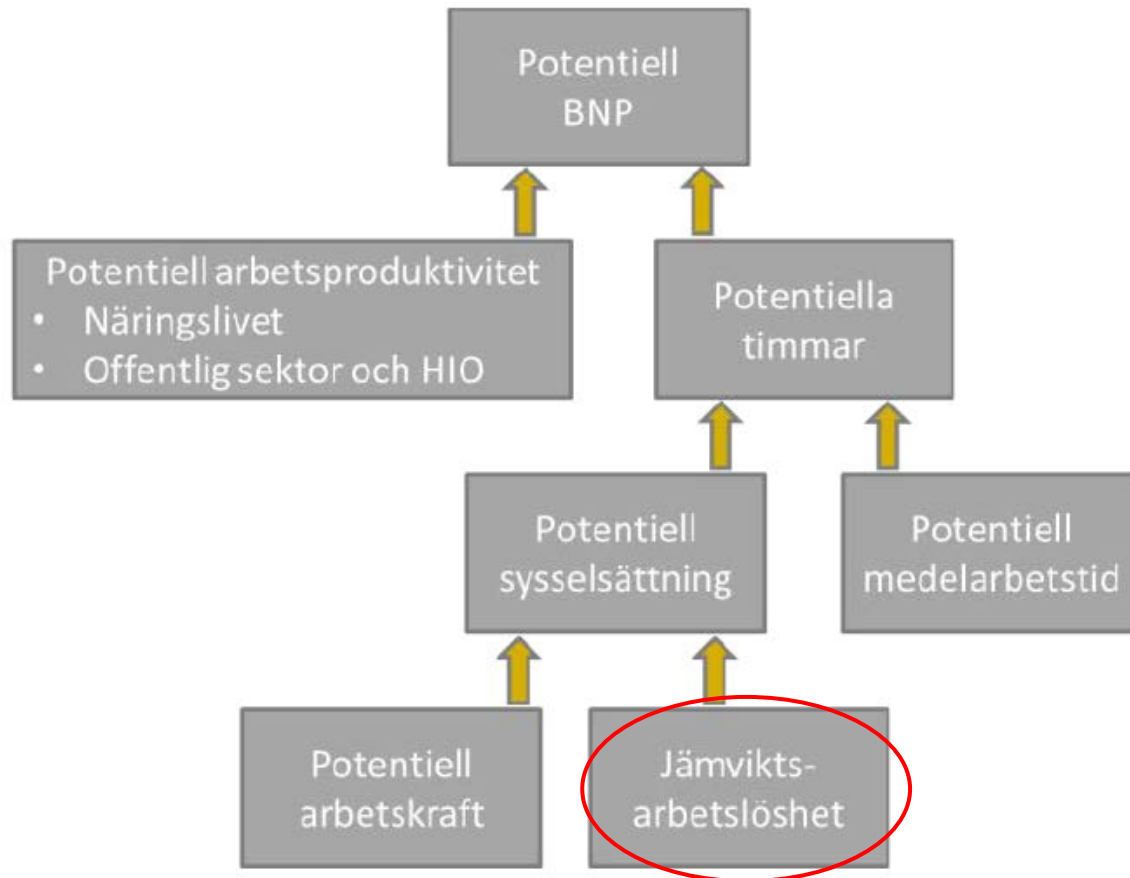 Potentiell
BNP
Potentiell arbetsproduktivitet
• Näringslivet
• Offentlig sektor och HIO
Potentiella
timmar
Potentiell
sysselsättning
Potentiell
medelarbetstid
Potentiell
arbetskraft
Jämvikts-
arbetslöshet